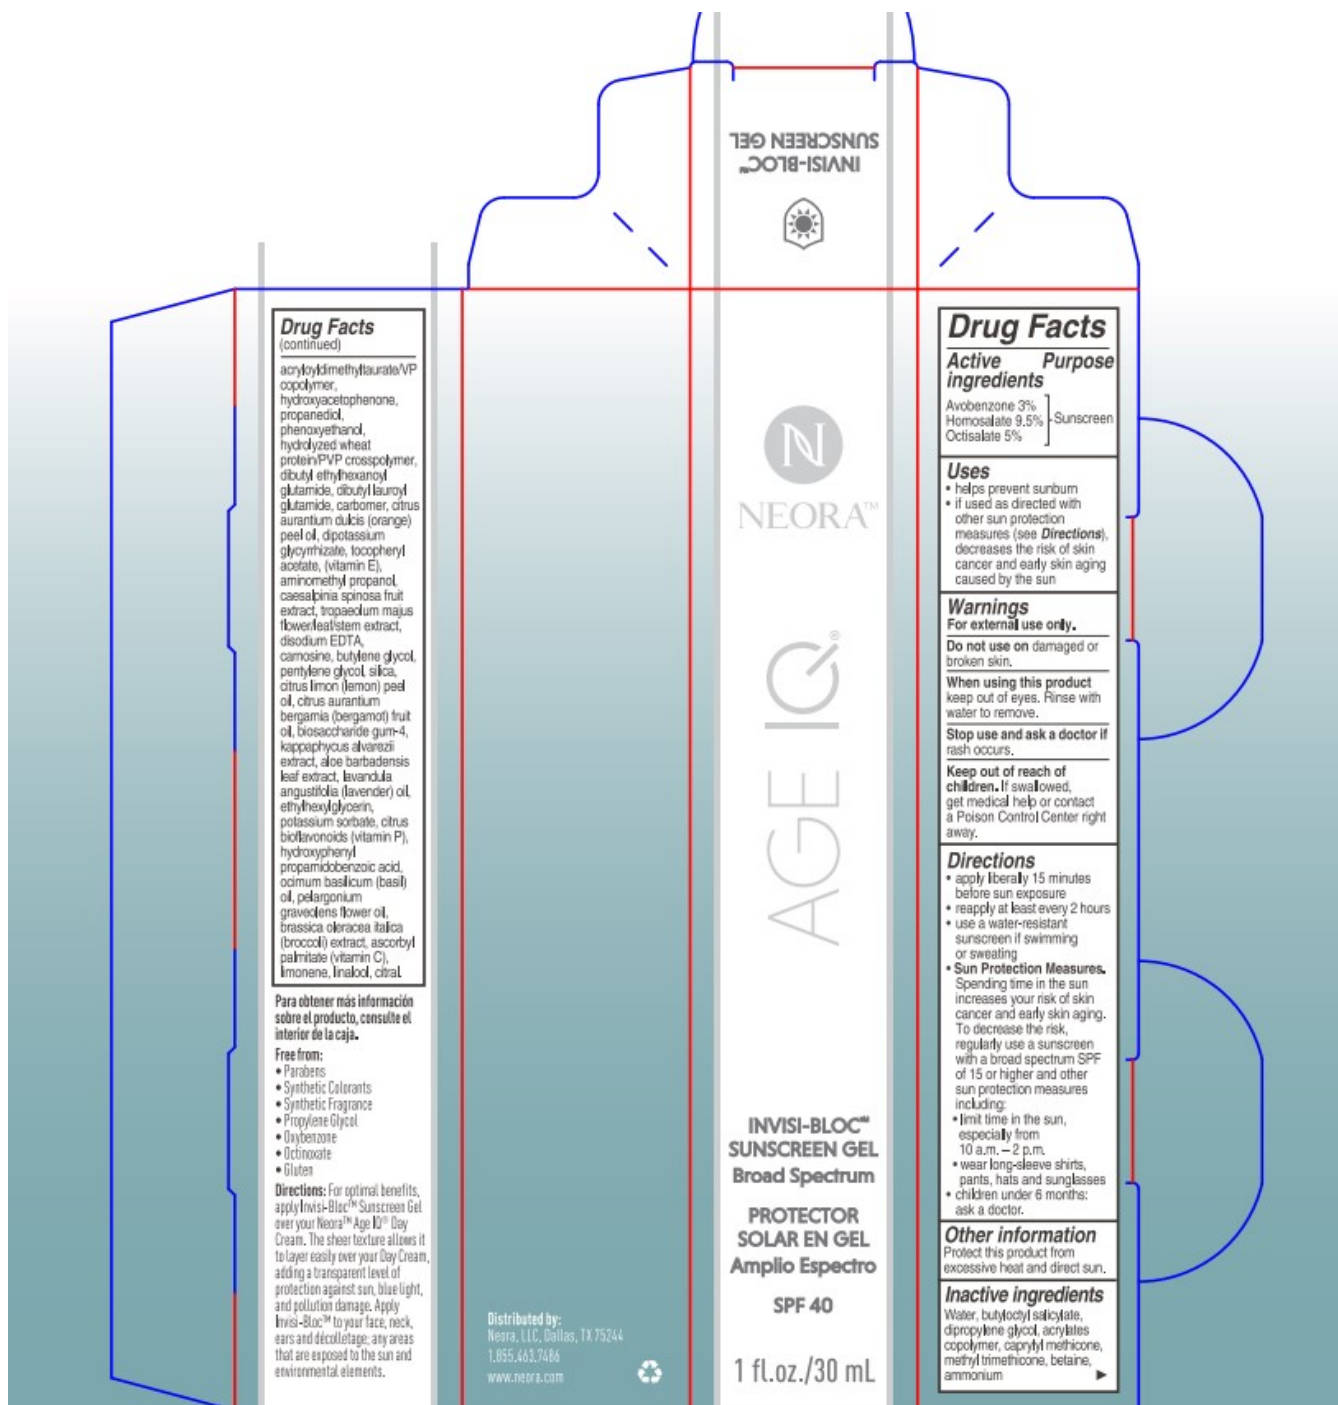 INVISI-BLOC™
SUNSCREEN GEL
N
NEORA™
AGE IQ®
INVISI-BLOC℠
SUNSCREEN GEL
Broad Spectrum
PROTECTOR
SOLAR EN GEL
Amplio Espectro
SPF 40
1 fl.oz./30 mL
Drug Facts
Active Purpose
ingredients
Avobenzone 3%
Homosalate 9.5% Sunscreen
Octisalate 5%
Uses
• helps prevent sunburn
• if used as directed with
other sun protection
measures (see Directions),
decreases the risk of skin
cancer and early skin aging
caused by the sun
Warnings
For external use only.
Do not use on damaged or
broken skin.
When using this product
keep out of eyes. Rinse with
water to remove.
Stop use and ask a doctor if
rash occurs.
Keep out of reach of
children. If swallowed,
get medical help or contact
a Poison Control Center right
away.
Directions
• apply liberally 15 minutes
before sun exposure
• reapply at least every 2 hours
• use a water-resistant
sunscreen if swimming
or sweating
• Sun Protection Measures.
Spending time in the sun
increases your risk of skin
cancer and early skin aging.
To decrease the risk,
regularly use a sunscreen
with a broad spectrum SPF
of 15 or higher and other
sun protection measures
including:
• limit time in the sun,
especially from
10 a.m. – 2 p.m.
• wear long-sleeve shirts,
pants, hats and sunglasses
• children under 6 months:
ask a doctor.
Other information
Protect this product from
excessive heat and direct sun.
Inactive ingredients
Water, butyloctyl salicylate,
dipropylene glycol, acrylates
copolymer, caprylyl methicone,
methyl trimethicone, betaine,
ammonium
Drug Facts
(continued)
acryloyldimethyltaurate/VP
copolymer,
hydroxyacetophenone,
propanediol,
phenoxyethanol,
hydrolyzed wheat
protein/PVP crosspolymer,
dibutyl ethylhexanoyl
glutamide, dibutyl lauroyl
glutamide, carbomer, citrus
aurantium dulcis (orange)
peel oil, dipotassium
glycyrrhizate, tocopheryl
acetate, (vitamin E),
aminomethyl propanol,
caesalpinia spinosa fruit
extract, tropaeolum majus
flower/leaf/stem extract,
disodium EDTA,
carnosine, butylene glycol,
pentylene glycol, silica,
citrus limon (lemon) peel
oil, citrus aurantium
bergamia (bergamot) fruit
oil, biosaccharide gum-4,
kappaphycus alvarezii
extract, aloe barbadensis
leaf extract, lavandula
angustifolia (lavender) oil,
ethylhexylglycerin,
potassium sorbate, citrus
bioflavonoids (vitamin P),
hydroxyphenyl
propamidobenzoic acid,
ocimum basilicum (basil)
oil, pelargonium
graveolens flower oil,
brassica oleracea italica
(broccoli) extract, ascorbyl
palmitate (vitamin C),
limonene, linalool, citral.
Para obtener más información
sobre el producto, consulte el
interior de la caja.
Free from:
• Parabens
• Synthetic Colorants
• Synthetic Fragrance
• Propylene Glycol
• Oxybenzone
• Octinoxate
• Gluten
Directions: For optimal benefits,
apply Invisi-Bloc™ Sunscreen Gel
over your Neora™ Age IQ® Day
Cream. The sheer texture allows it
to layer easily over your Day Cream,
adding a transparent level of
protection against sun, blue light,
and pollution damage. Apply
Invisi-Bloc™ to your face, neck,
ears and décolletage; any areas
that are exposed to the sun and
environmental elements.
Distributed by:
Neora, LLC, Dallas, TX 75244
1.855.463.7486
www.neora.com